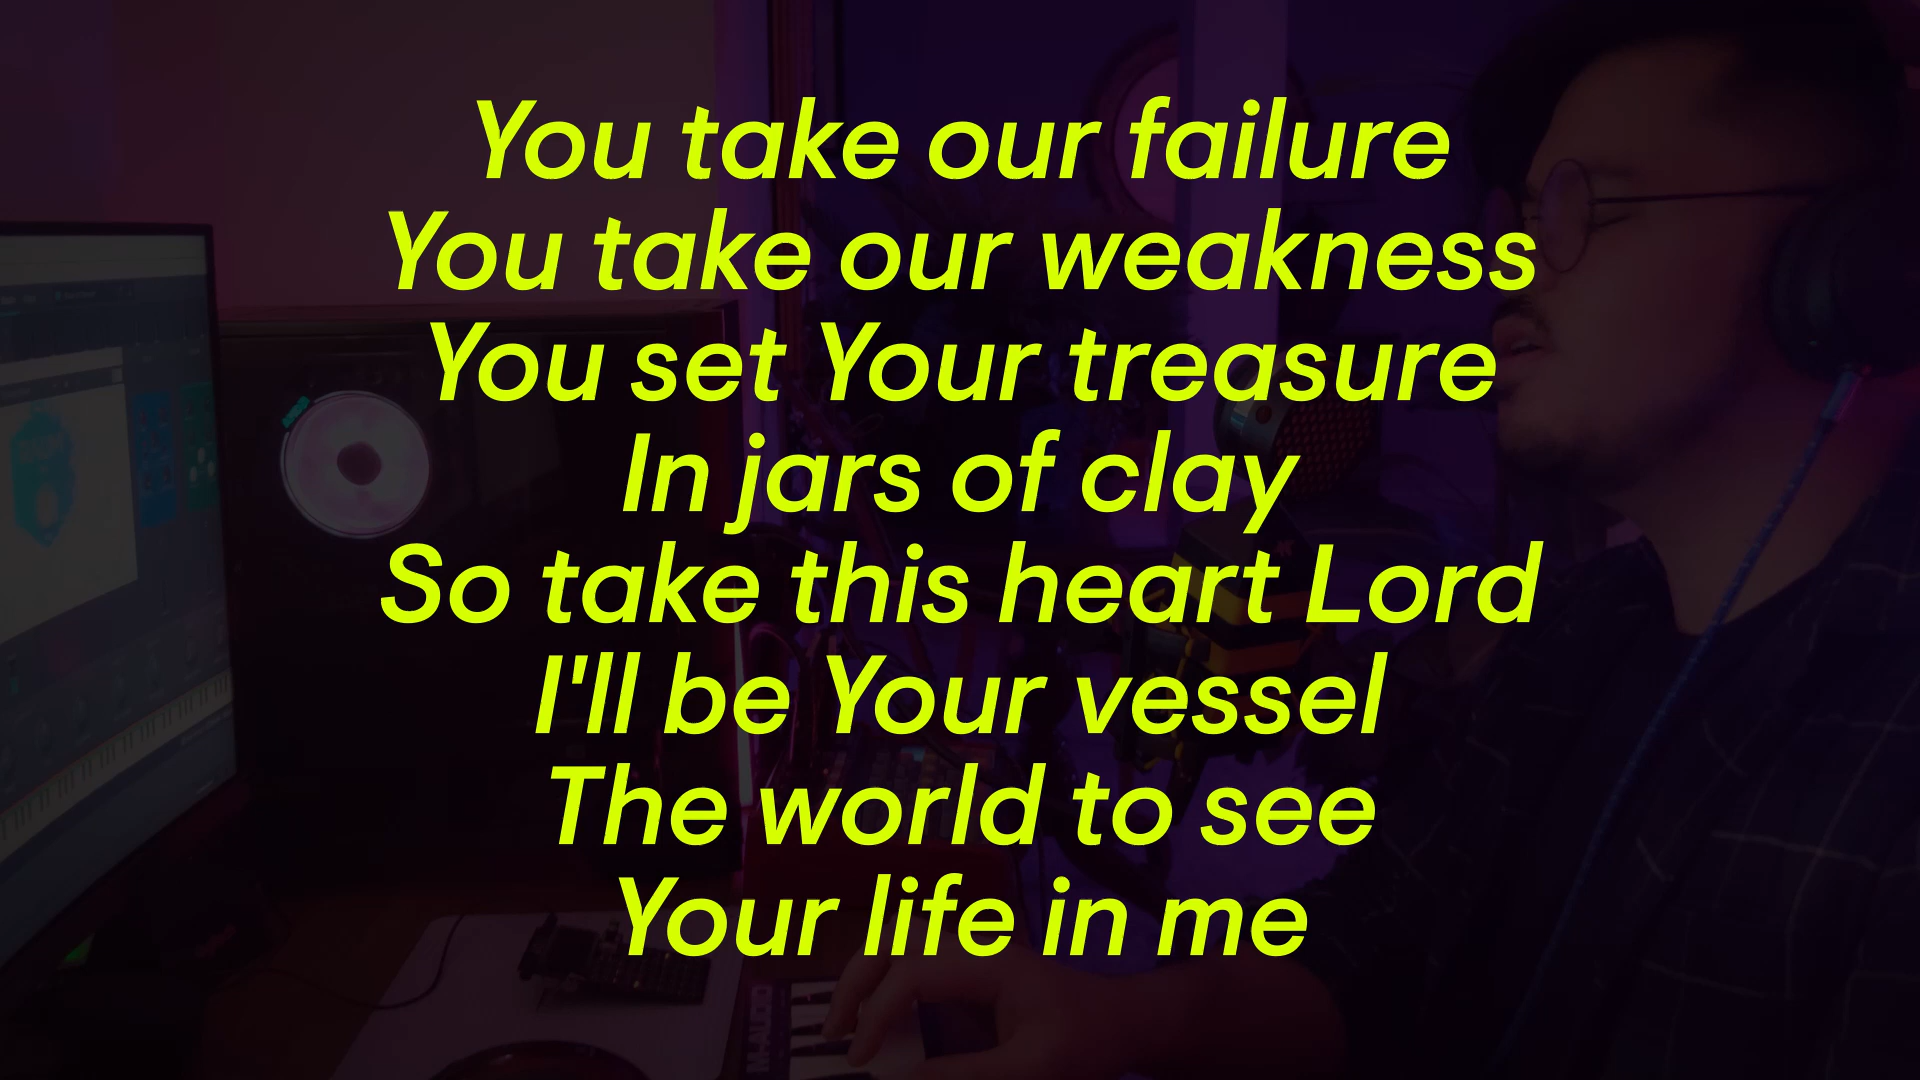 You take our failure
You take our weakness
You set Your treasure
In jars of clay
So take this heart Lord
I'll be Your vessel
The world to see
Your life in me
M-AUDIO